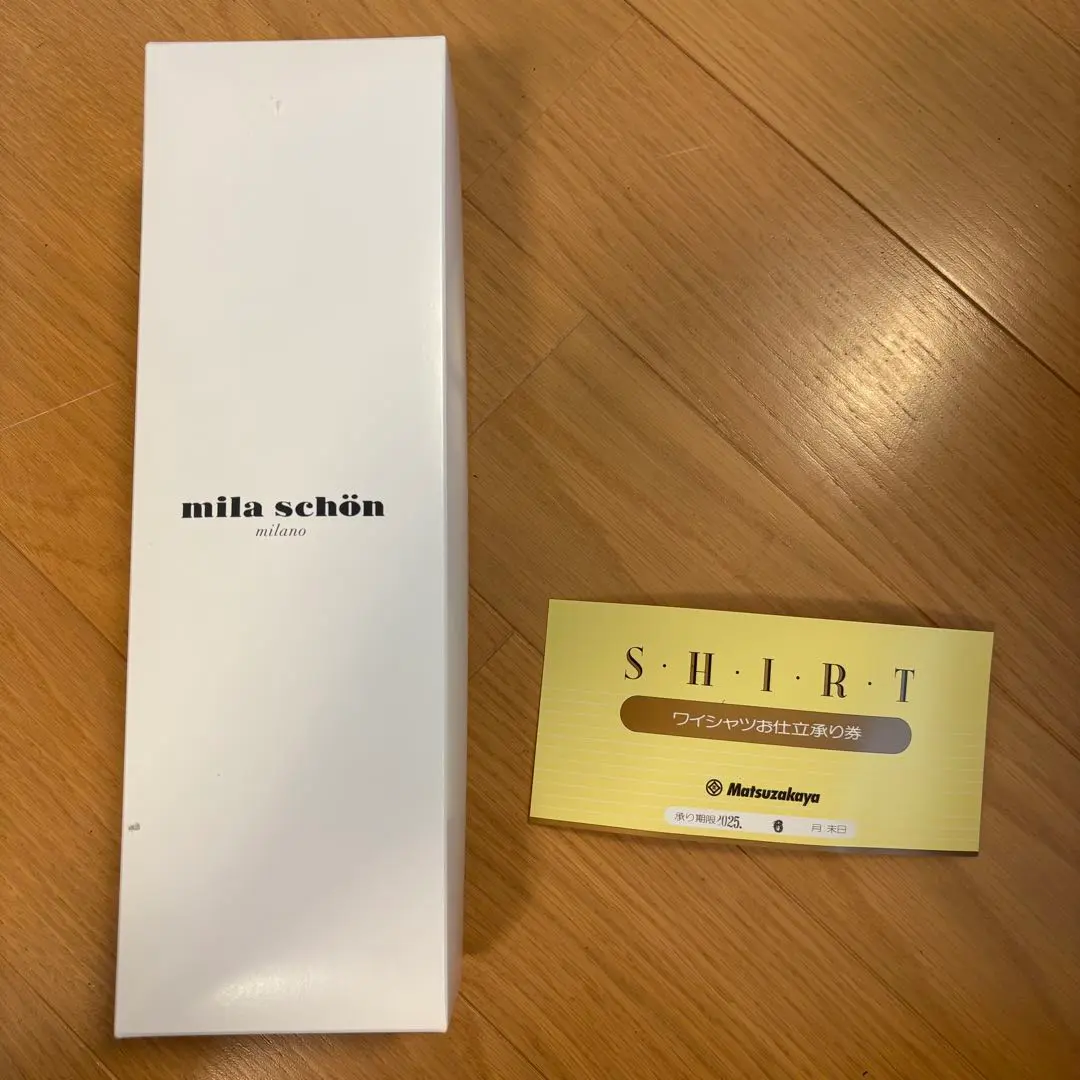 mila schön
milano
S·H·I·R·T
ワイシャツお仕立承り券
Matsuzakaya
承り期限2025. 6 月末日